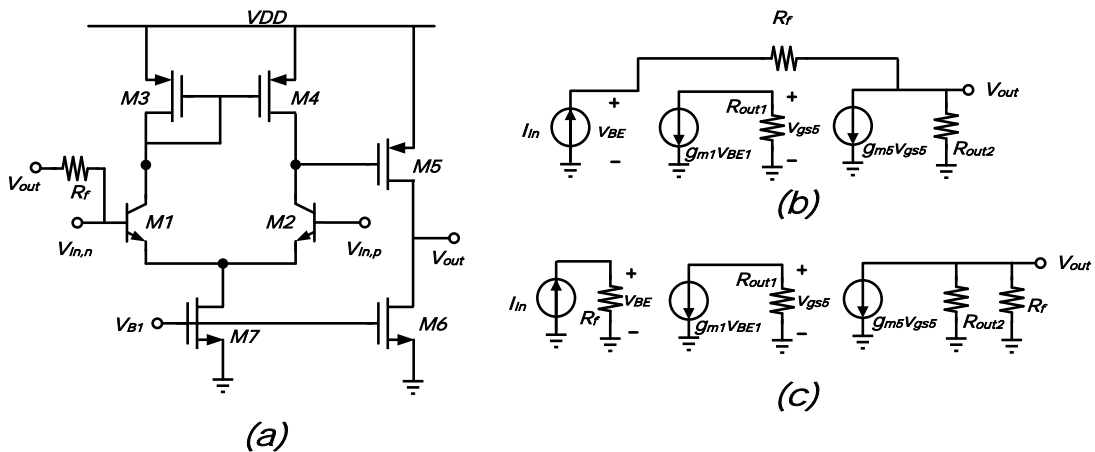 VDD
M3
M4
M5
Vout
Rf
M1
M2
Vin,n
Vin,p
Vout
VB1
M7
M6
(a)
Rf
Iin
+
vBE
–
gm1vBE1
Rout1
+
vgs5
–
gm5vgs5
Rout2
Vout
(b)
Iin
Rf
+
vBE
–
gm1vBE1
Rout1
+
vgs5
–
gm5vgs5
Rout2
Rf
Vout
(c)